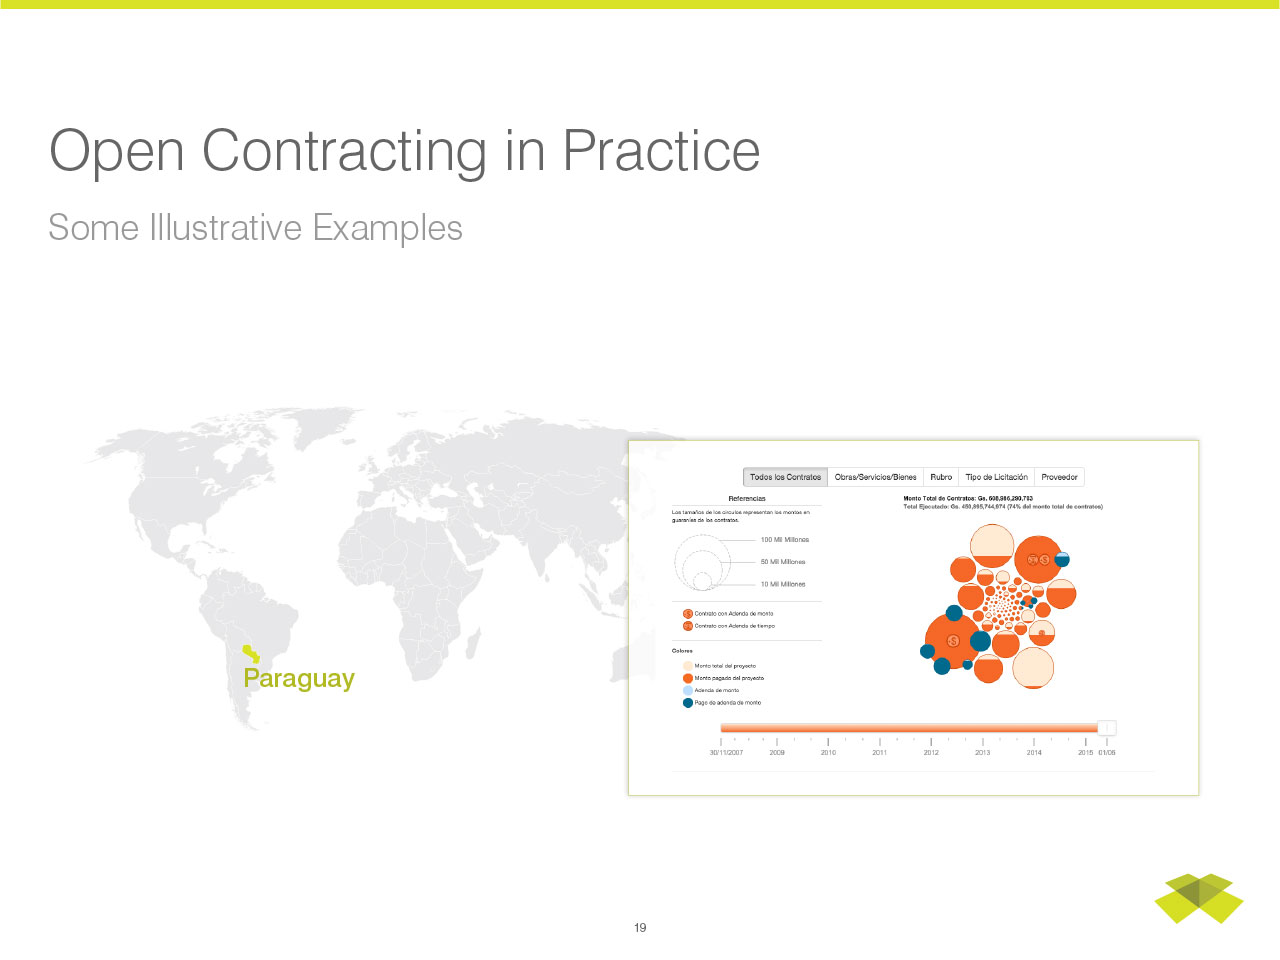 Open Contracting in Practice
Some Illustrative Examples
Paraguay
Todos los Contratos
Obras/Servicios/Bienes
Rubro
Tipo de Licitación
Proveedor
Referencias
Los tamaños de los círculos representan los montos en
guaraníes de los contratos.
100 Mil Millones
50 Mil Millones
10 Mil Millones
Contrato con Adenda de monto
Contrato con Adenda de tiempo
Colores
Monto total del proyecto
Monto pagado del proyecto
Adenda de monto
Pago de adenda de monto
Monto Total de Contratos: Gs. 608,986,290,703
Total Ejecutado: Gs. 450,895,744,974 (74% del monto total de contratos)
30/11/2007
2009
2010
2011
2012
2013
2014
2015
01/06
19